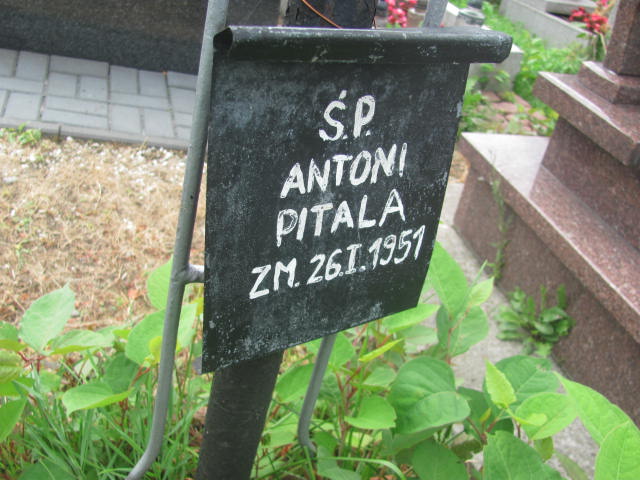 Ś.P.
ANTONI
PITALA
ZM. 26.I.1951